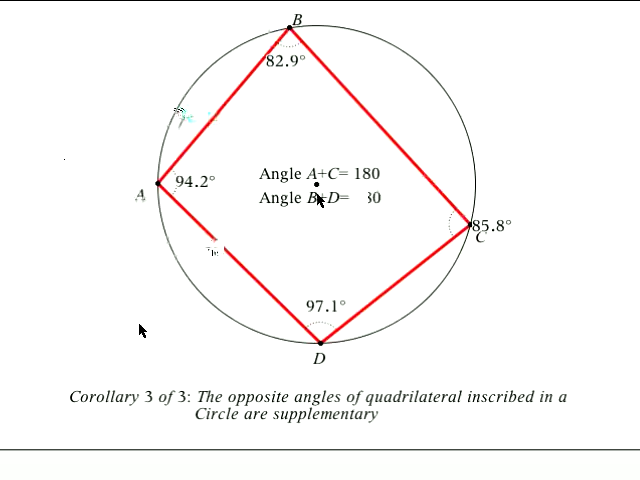 B
82.9°
Angle A+C= 180
94.2°
A
Angle B+D=
85.8°
C
97.1°
D
Corollary 3 of 3: The opposite angles of quadrilateral inscribed in a
Circle are supplementary